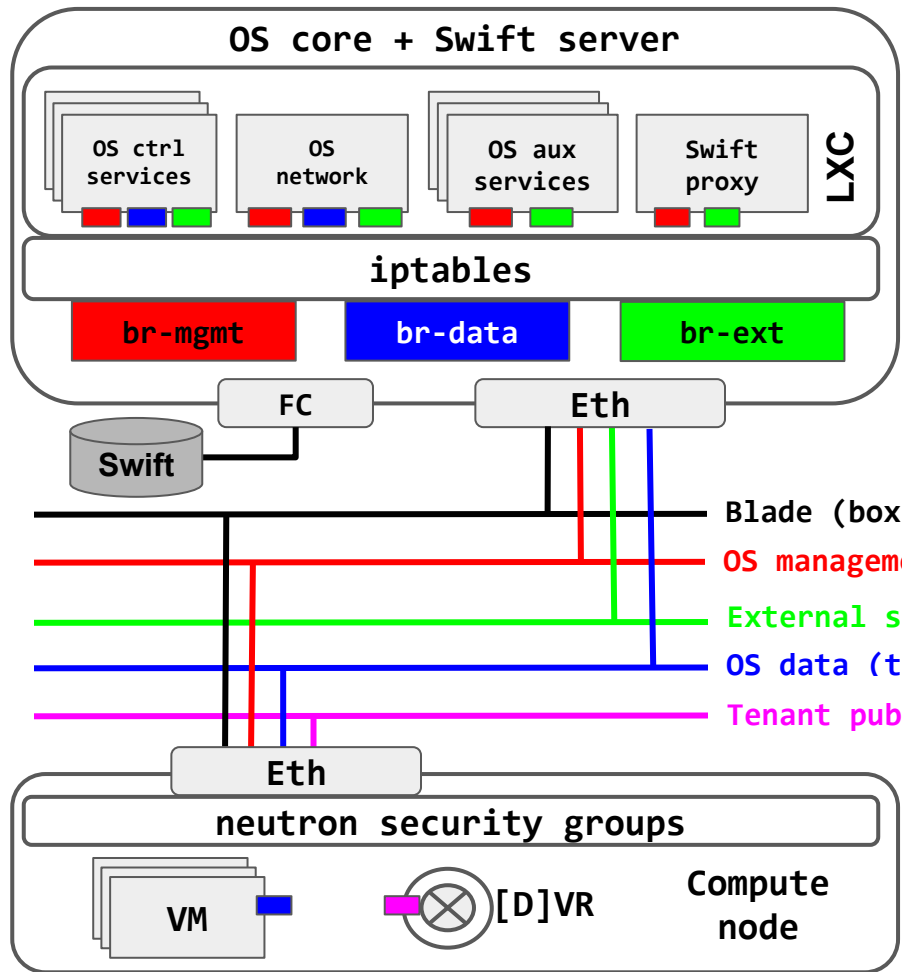 OS core + Swift server
OS ctrl
services
OS
network
OS aux
services
Swift
proxy
LXC
iptables
br-mgmt
br-data
br-ext
FC
Eth
Swift
Blade (box
OS managem
External s
OS data (t
Tenant pub
Eth
neutron security groups
VM
[D]VR
Compute
node